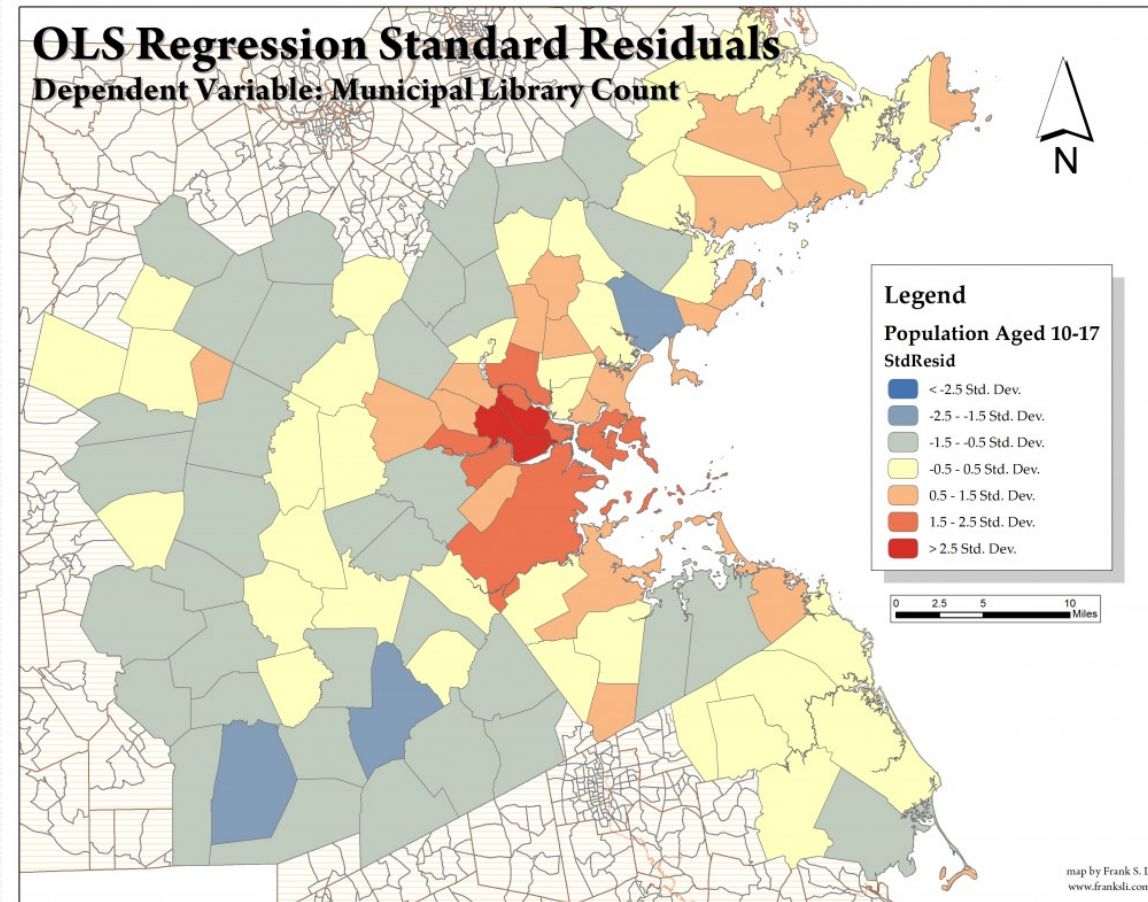 OLS Regression Standard Residuals
Dependent Variable: Municipal Library Count
N
Legend
Population Aged 10-17
StdResid
< -2.5 Std. Dev.
-2.5 - -1.5 Std. Dev.
-1.5 - -0.5 Std. Dev.
-0.5 - 0.5 Std. Dev.
0.5 - 1.5 Std. Dev.
1.5 - 2.5 Std. Dev.
> 2.5 Std. Dev.
0 2.5 5 10
Miles
map by Frank S. L
www.franksli.com